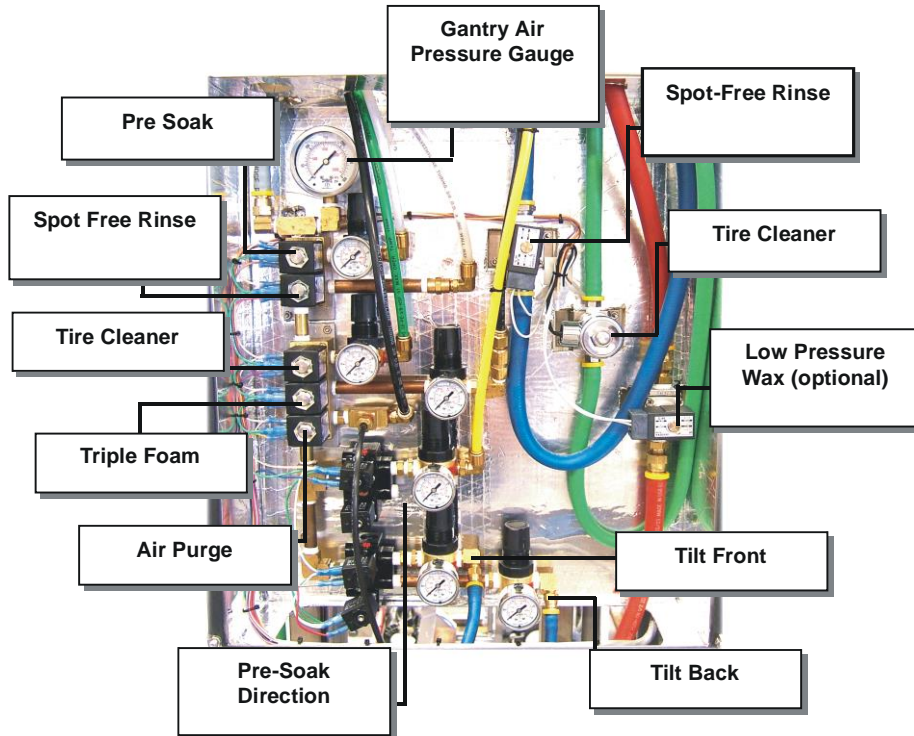 Gantry Air
Pressure Gauge
Spot-Free Rinse
Pre Soak
Spot Free Rinse
Tire Cleaner
Tire Cleaner
Low Pressure
Wax (optional)
Triple Foam
Air Purge
Tilt Front
Pre-Soak
Direction
Tilt Back